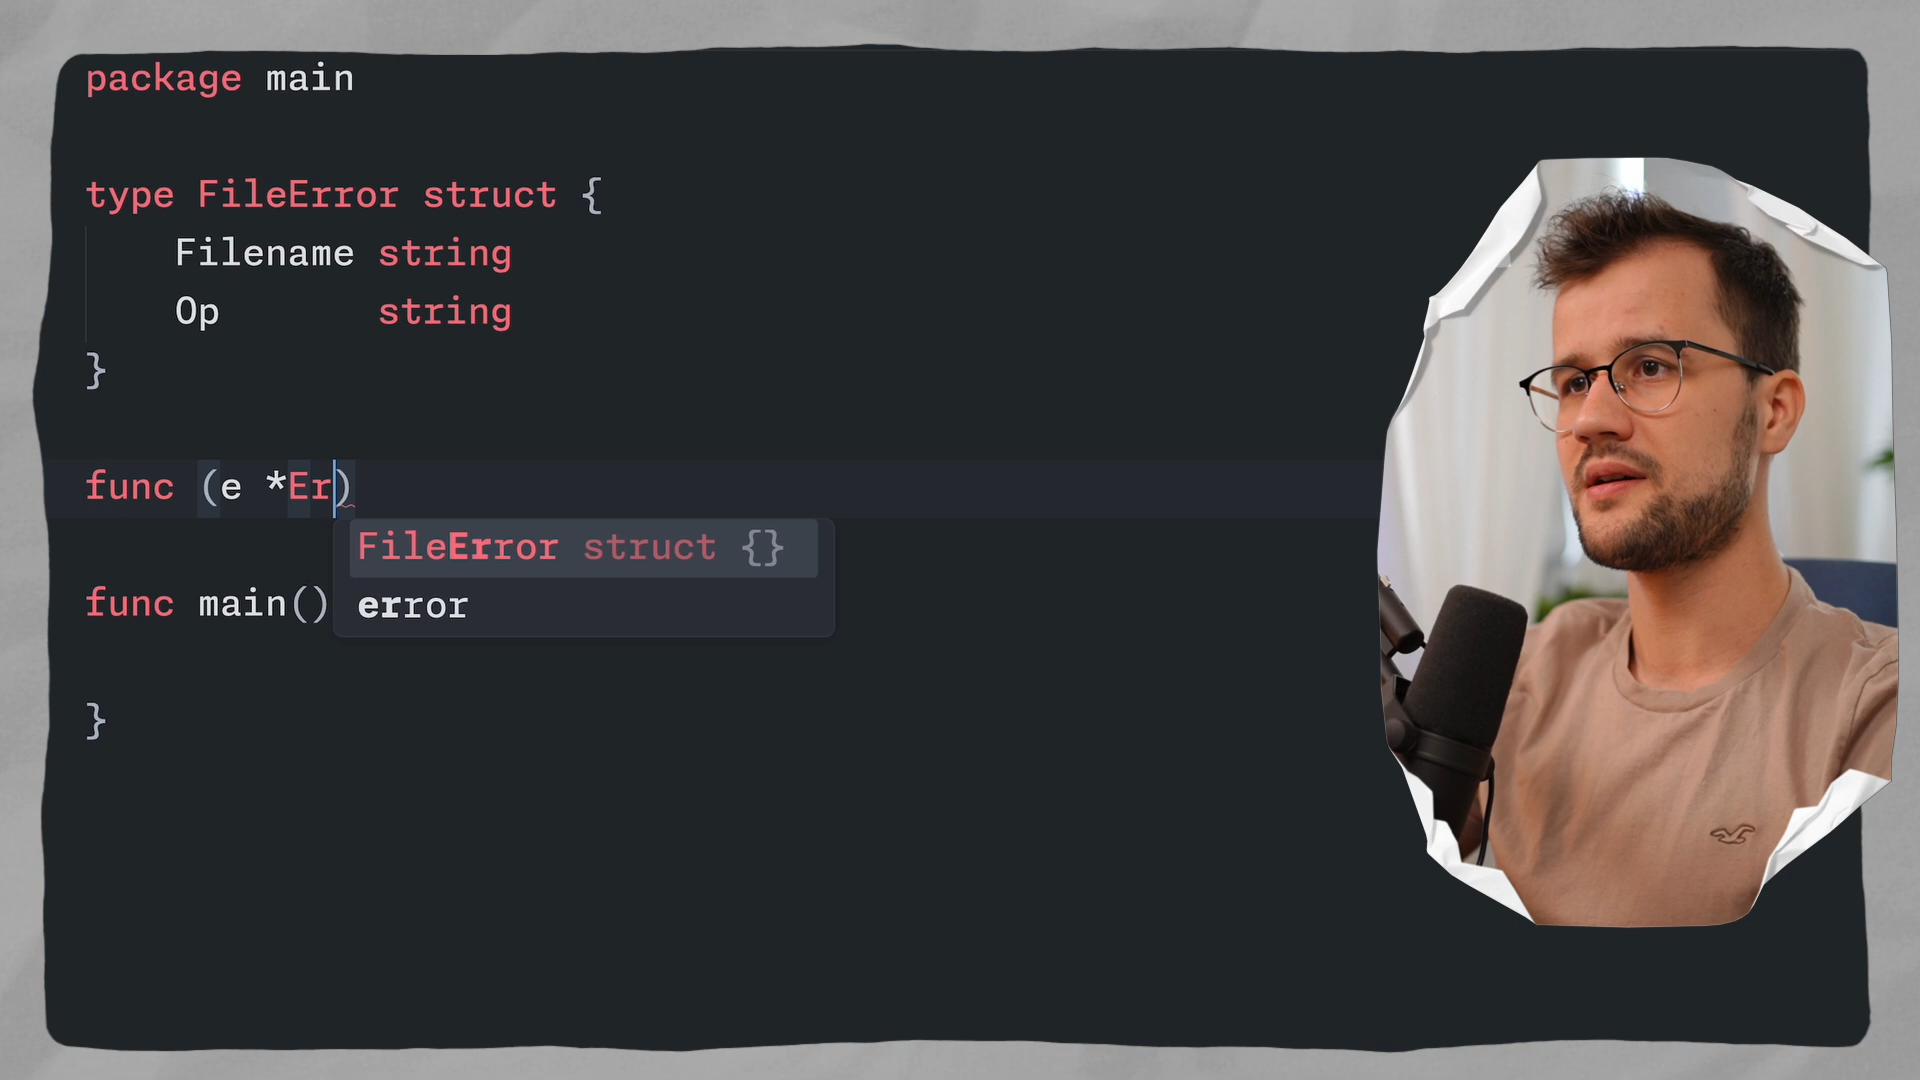 package main
type FileError struct {
Filename string
Op string
}
func (e *Er)
FileError struct {}
func main()
error
}